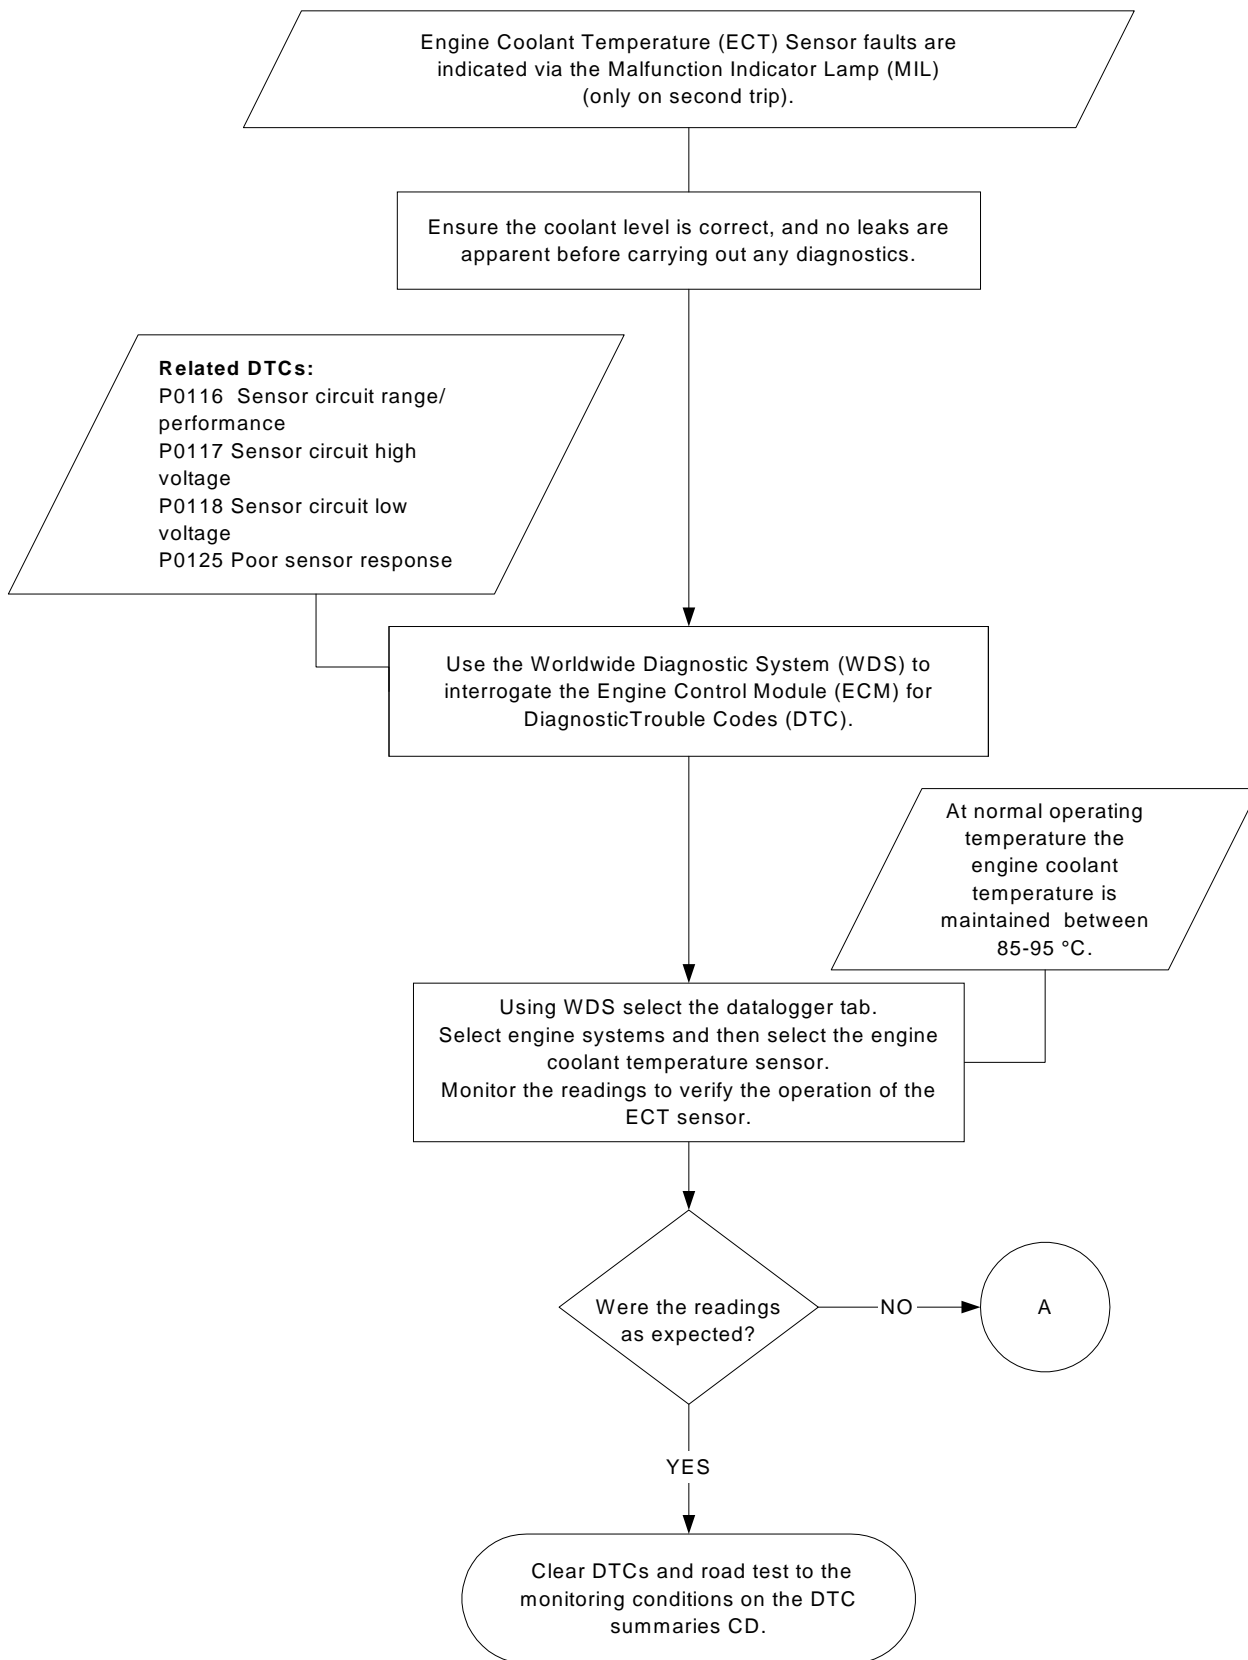 Engine Coolant Temperature (ECT) Sensor faults are
indicated via the Malfunction Indicator Lamp (MIL)
(only on second trip).
Ensure the coolant level is correct, and no leaks are
apparent before carrying out any diagnostics.
Related DTCs:
P0116 Sensor circuit range/
performance
P0117 Sensor circuit high
voltage
P0118 Sensor circuit low
voltage
P0125 Poor sensor response
Use the Worldwide Diagnostic System (WDS) to
interrogate the Engine Control Module (ECM) for
DiagnosticTrouble Codes (DTC).
At normal operating
temperature the
engine coolant
temperature is
maintained between
85-95 °C.
Using WDS select the datalogger tab.
Select engine systems and then select the engine
coolant temperature sensor.
Monitor the readings to verify the operation of the
ECT sensor.
Were the readings
as expected?
NO
A
YES
Clear DTCs and road test to the
monitoring conditions on the DTC
summaries CD.